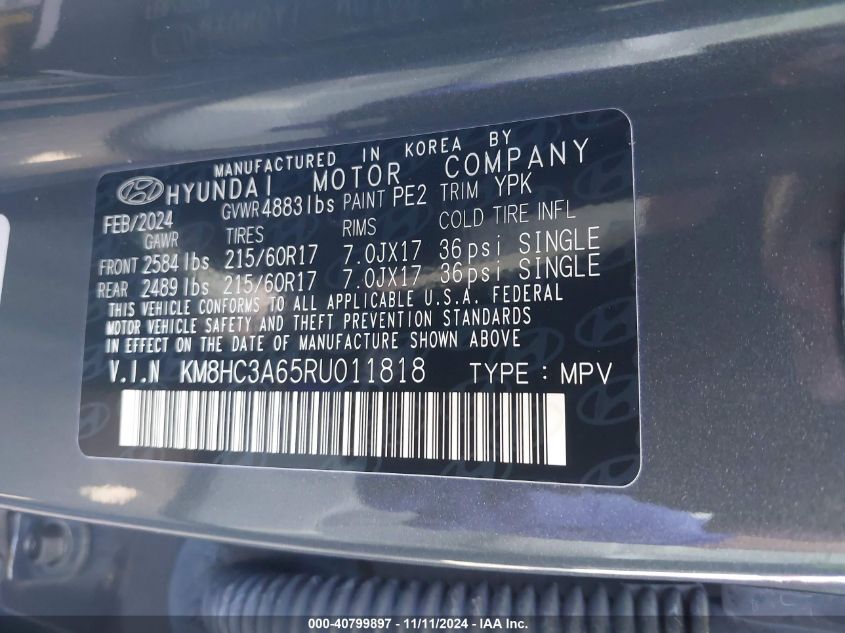 MANUFACTURED IN KOREA BY
HYUNDAI MOTOR COMPANY
FEB/2024 GVWR 4883 lbs PAINT PE2 TRIM YPK
GAWR TIRES RIMS COLD TIRE INFL
FRONT 2584 lbs 215/60R17 7.0JX17 36psi SINGLE
REAR 2489 lbs 215/60R17 7.0JX17 36psi SINGLE
THIS VEHICLE CONFORMS TO ALL APPLICABLE U.S.A. FEDERAL
MOTOR VEHICLE SAFETY AND THEFT PREVENTION STANDARDS
IN EFFECT ON THE DATE OF MANUFACTURE SHOWN ABOVE
V.I.N KM8HC3A65RU011818 TYPE : MPV
000-40799897 - 11/11/2024 - IAA Inc.